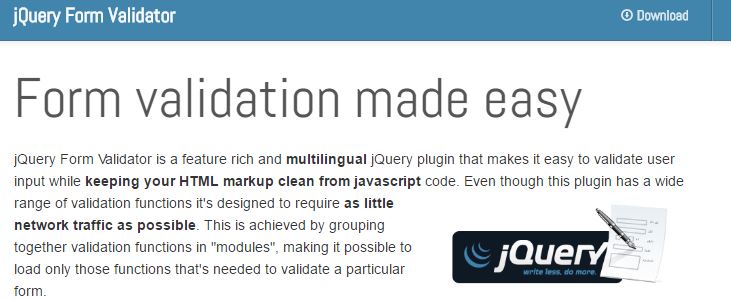 jQuery Form Validator
Download
Form validation made easy
jQuery Form Validator is a feature rich and multilingual jQuery plugin that makes it easy to validate user
input while keeping your HTML markup clean from javascript code. Even though this plugin has a wide
range of validation functions it's designed to require as little
network traffic as possible. This is achieved by grouping
together validation functions in "modules", making it possible to
load only those functions that's needed to validate a particular
form.
jQuery
write less. do more.